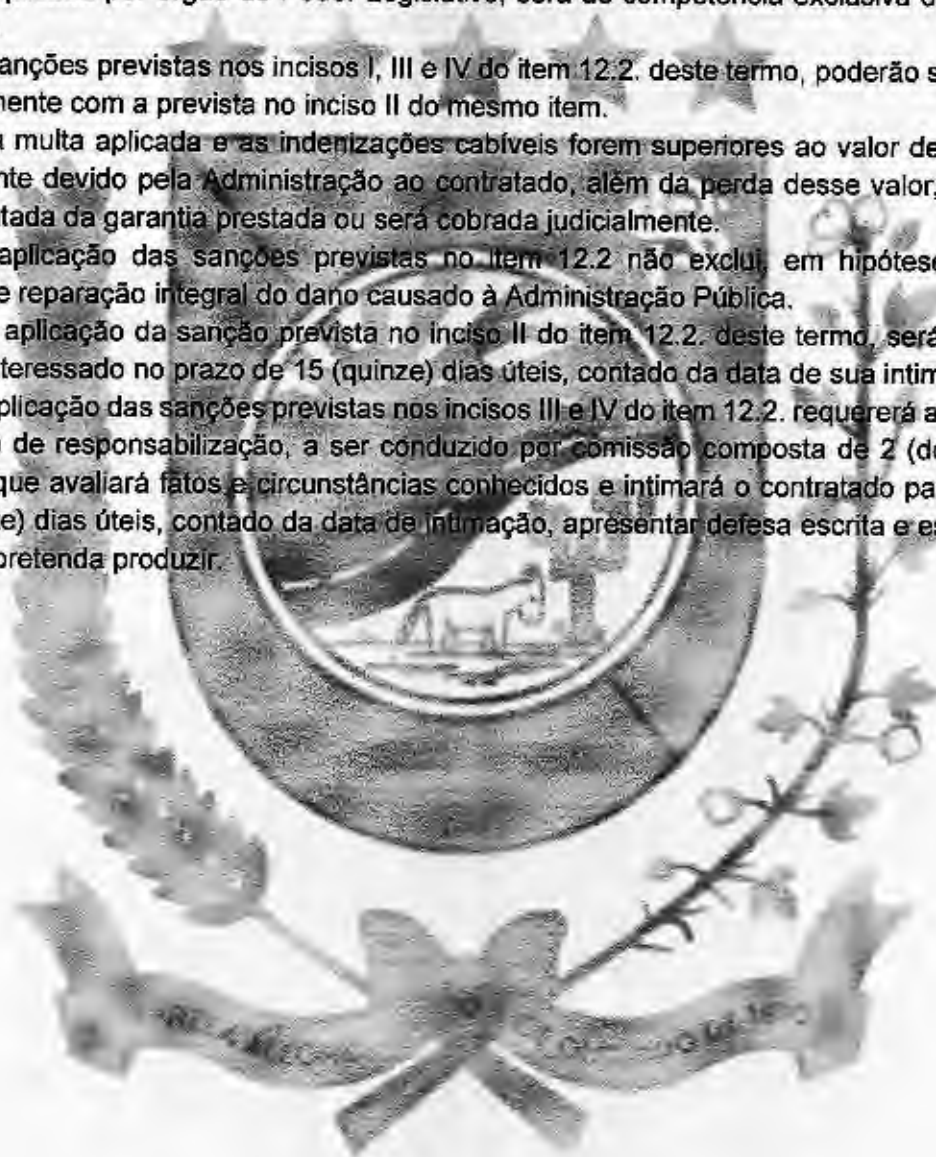 por órgão do Poder Legislativo, será de competência exclusiva d
anções previstas nos incisos I, III e IV do item 12.2. deste termo, poderão s
nente com a prevista no inciso II do mesmo item.
multa aplicada e as indenizações cabíveis forem superiores ao valor de
nte devido pela Administração ao contratado, além da perda desse valor,
tada da garantia prestada ou será cobrada judicialmente.
aplicação das sanções previstas no item 12.2 não exclui, em hipótese
e reparação integral do dano causado à Administração Pública.
aplicação da sanção prevista no inciso II do item 12.2. deste termo, será
teressado no prazo de 15 (quinze) dias úteis, contado da data de sua intim
plicação das sanções previstas nos incisos III e IV do item 12.2. requererá a
de responsabilização, a ser conduzido por comissão composta de 2 (do
que avaliará fatos e circunstâncias conhecidos e intimará o contratado pa
e) dias úteis, contado da data de intimação, apresentar defesa escrita e es
pretenda produzir.